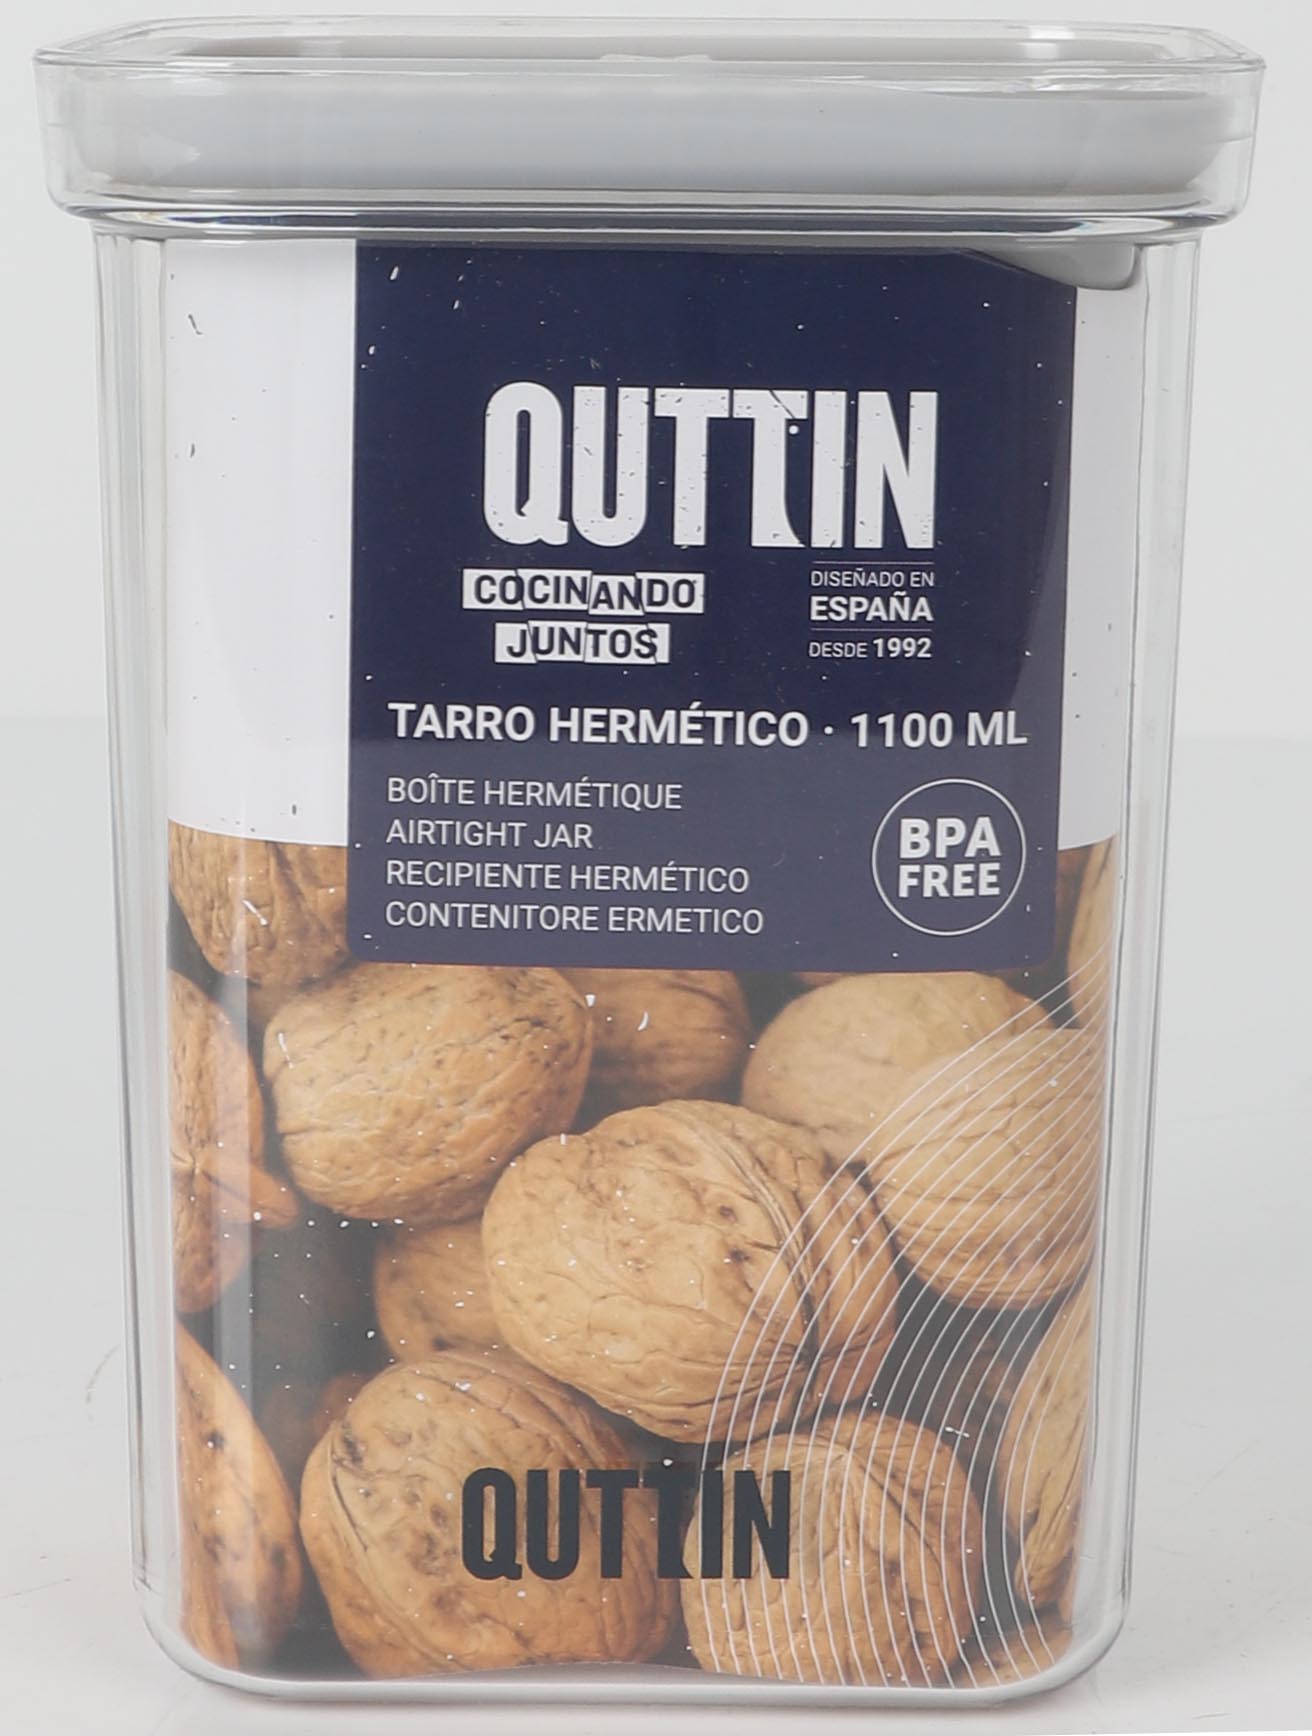 QUTTIN
COCINANDO
JUNTOS
DISEÑADO EN
ESPAÑA
DESDE 1992
TARRO HERMÉTICO · 1100 ML
BOÎTE HERMÉTIQUE
AIRTIGHT JAR
RECIPIENTE HERMÉTICO
CONTENITORE ERMETICO
BPA
FREE
QUTTIN